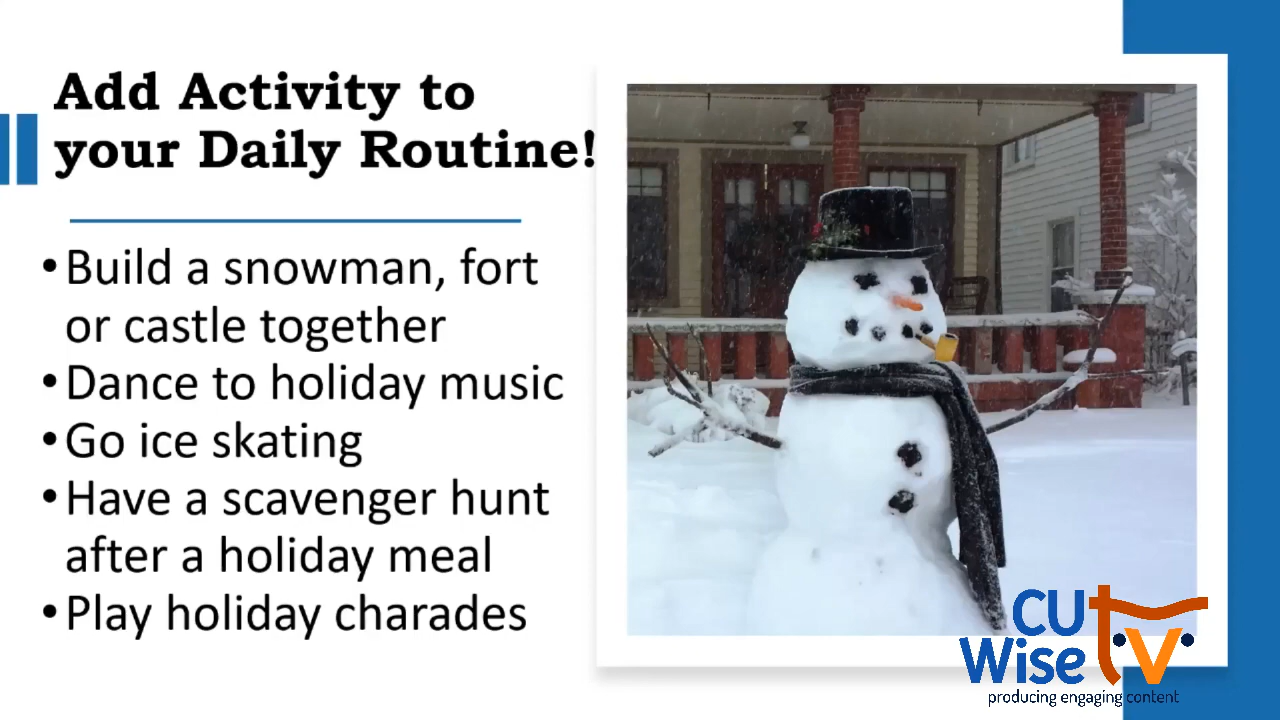 Add Activity to
your Daily Routine!
•Build a snowman, fort
or castle together
•Dance to holiday music
•Go ice skating
•Have a scavenger hunt
after a holiday meal
•Play holiday charades
CU
Wise tv
producing engaging content